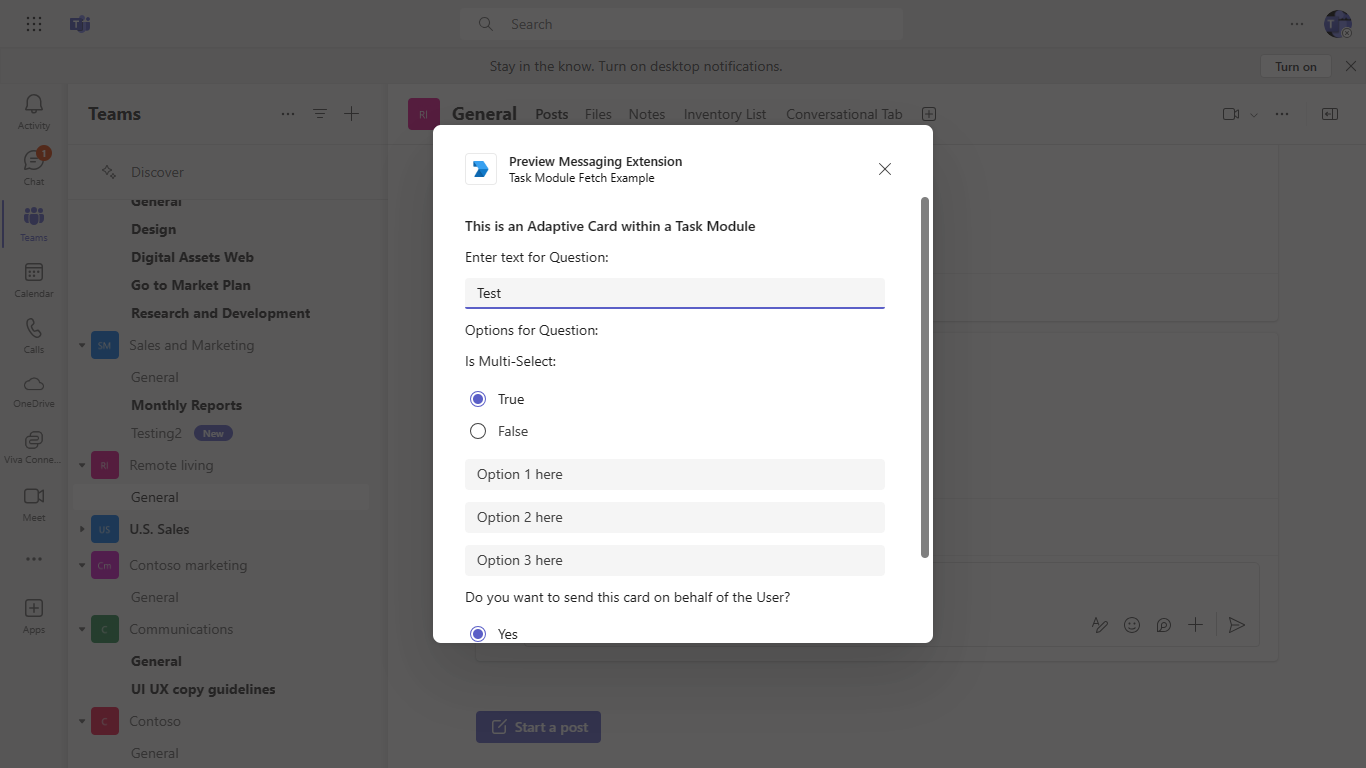 Search
Stay in the know. Turn on desktop notifications.
Turn on
Activity
Chat
1
Teams
Calendar
Calls
OneDrive
Viva Conne...
Meet
Apps
Teams
Discover
General
Design
Digital Assets Web
Go to Market Plan
Research and Development
SM Sales and Marketing
General
Monthly Reports
Testing2 New
RI Remote living
General
US U.S. Sales
Cm Contoso marketing
General
C Communications
General
UI UX copy guidelines
C Contoso
General
RI General Posts Files Notes Inventory List Conversational Tab
Preview Messaging Extension
Task Module Fetch Example
This is an Adaptive Card within a Task Module
Enter text for Question:
Test
Options for Question:
Is Multi-Select:
True
False
Option 1 here
Option 2 here
Option 3 here
Do you want to send this card on behalf of the User?
Yes
Start a post